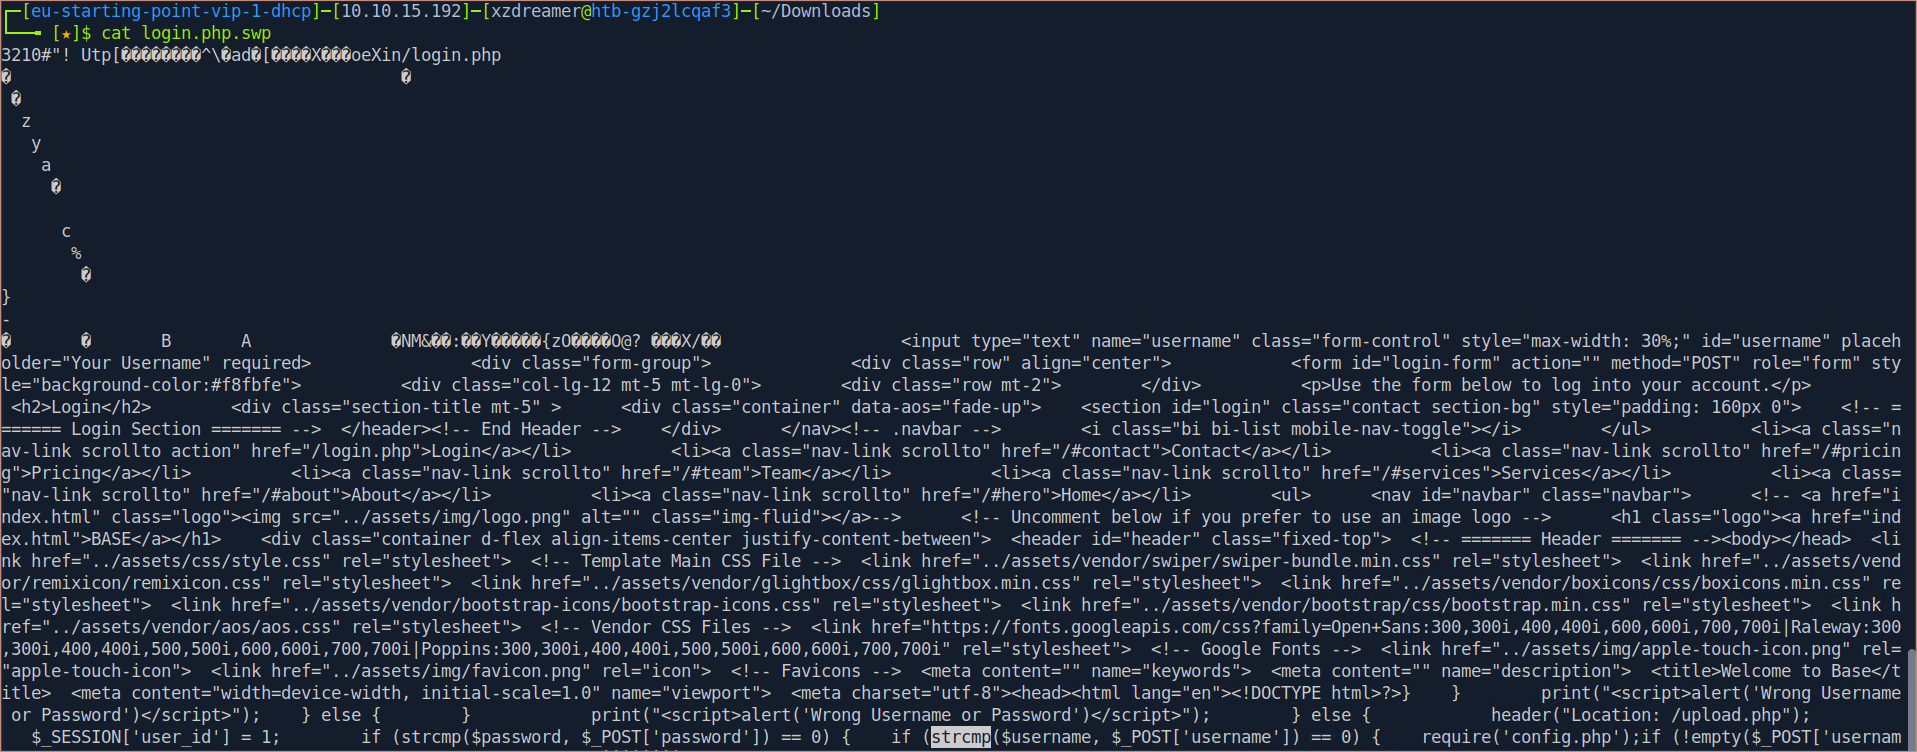 [eu-starting-point-vip-1-dhcp]─[10.10.15.192]─[xzdreamer@htb-gzj2lcqaf3]─[~/Downloads]
[★]$ cat login.php.swp
3210#"! Utp[��������^\�ad�[����X���oeXin/login.php
� �
�
z
y
a
�
c
%
�
}
-
� � B A �NM&��:��Y�����{zO����O@? ���X/�� <input type="text" name="username" class="form-control" style="max-width: 30%;" id="username" placeh
older="Your Username" required> <div class="form-group"> <div class="row" align="center"> <form id="login-form" action="" method="POST" role="form" sty
le="background-color:#f8fbfe"> <div class="col-lg-12 mt-5 mt-lg-0"> <div class="row mt-2"> </div> <p>Use the form below to log into your account.</p>
<h2>Login</h2> <div class="section-title mt-5" > <div class="container" data-aos="fade-up"> <section id="login" class="contact section-bg" style="padding: 160px 0"> <!-- =
====== Login Section ======= --> </header><!-- End Header --> </div> </nav><!-- .navbar --> <i class="bi bi-list mobile-nav-toggle"></i> </ul> <li><a class="n
av-link scrollto action" href="/login.php">Login</a></li> <li><a class="nav-link scrollto" href="/#contact">Contact</a></li> <li><a class="nav-link scrollto" href="/#pricin
g">Pricing</a></li> <li><a class="nav-link scrollto" href="/#team">Team</a></li> <li><a class="nav-link scrollto" href="/#services">Services</a></li> <li><a class=
"nav-link scrollto" href="/#about">About</a></li> <li><a class="nav-link scrollto" href="/#hero">Home</a></li> <ul> <nav id="navbar" class="navbar"> <!-- <a href="i
ndex.html" class="logo"><img src="../assets/img/logo.png" alt="" class="img-fluid"></a>--> <!-- Uncomment below if you prefer to use an image logo --> <h1 class="logo"><a href="ind
ex.html">BASE</a></h1> <div class="container d-flex align-items-center justify-content-between"> <header id="header" class="fixed-top"> <!-- ======= Header ======= --><body></head> <li
nk href="../assets/css/style.css" rel="stylesheet"> <!-- Template Main CSS File --> <link href="../assets/vendor/swiper/swiper-bundle.min.css" rel="stylesheet"> <link href="../assets/vend
or/remixicon/remixicon.css" rel="stylesheet"> <link href="../assets/vendor/glightbox/css/glightbox.min.css" rel="stylesheet"> <link href="../assets/vendor/boxicons/css/boxicons.min.css" re
l="stylesheet"> <link href="../assets/vendor/bootstrap-icons/bootstrap-icons.css" rel="stylesheet"> <link href="../assets/vendor/bootstrap/css/bootstrap.min.css" rel="stylesheet"> <link h
ref="../assets/vendor/aos/aos.css" rel="stylesheet"> <!-- Vendor CSS Files --> <link href="https://fonts.googleapis.com/css?family=Open+Sans:300,300i,400,400i,600,600i,700,700i|Raleway:300
,300i,400,400i,500,500i,600,600i,700,700i|Poppins:300,300i,400,400i,500,500i,600,600i,700,700i" rel="stylesheet"> <!-- Google Fonts --> <link href="../assets/img/apple-touch-icon.png" rel=
"apple-touch-icon"> <link href="../assets/img/favicon.png" rel="icon"> <!-- Favicons --> <meta content="" name="keywords"> <meta content="" name="description"> <title>Welcome to Base</t
itle> <meta content="width=device-width, initial-scale=1.0" name="viewport"> <meta charset="utf-8"><head><html lang="en"><!DOCTYPE html>?>} } print("<script>alert('Wrong Username
or Password')</script>"); } else { } print("<script>alert('Wrong Username or Password')</script>"); } else { header("Location: /upload.php");
$_SESSION['user_id'] = 1; if (strcmp($password, $_POST['password']) == 0) { if (strcmp($username, $_POST['username']) == 0) { require('config.php');if (!empty($_POST['usernam